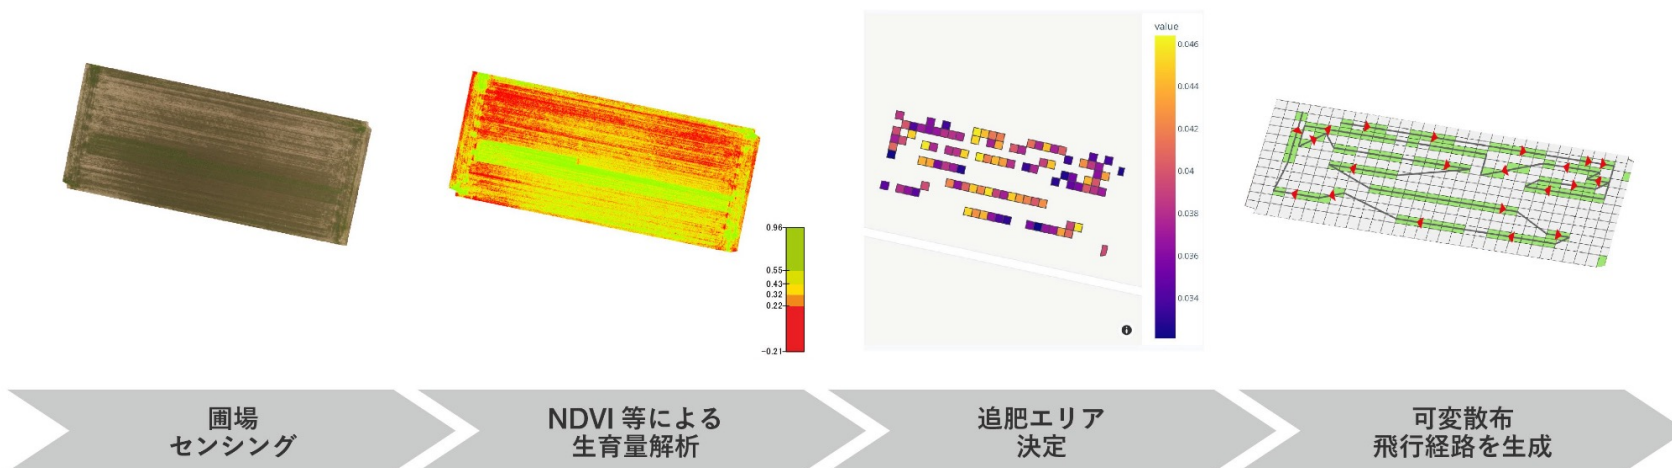 value
0.046
0.044
0.042
0.04
0.038
0.036
0.034
0.96
0.55
0.43
0.32
0.22
−0.21
圃場
センシング
NDVI 等による
生育量解析
追肥エリア
決定
可変散布
飛行経路を生成